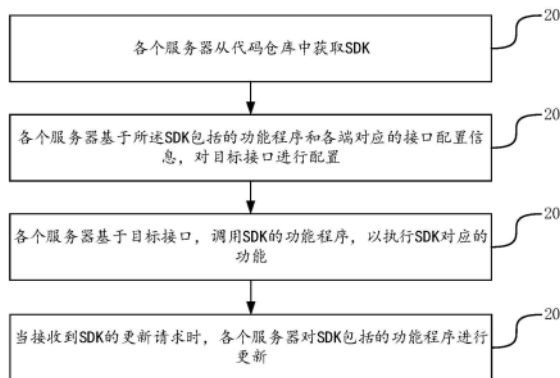 各个服务器从代码仓库中获取SDK
20
各个服务器基于所述SDK包括的功能程序和各端对应的接口配置信
息，对目标接口进行配置
20
各个服务器基于目标接口，调用SDK的功能程序，以执行SDK对应的
功能
20
当接收到SDK的更新请求时，各个服务器对SDK包括的功能程序进行
更新
20